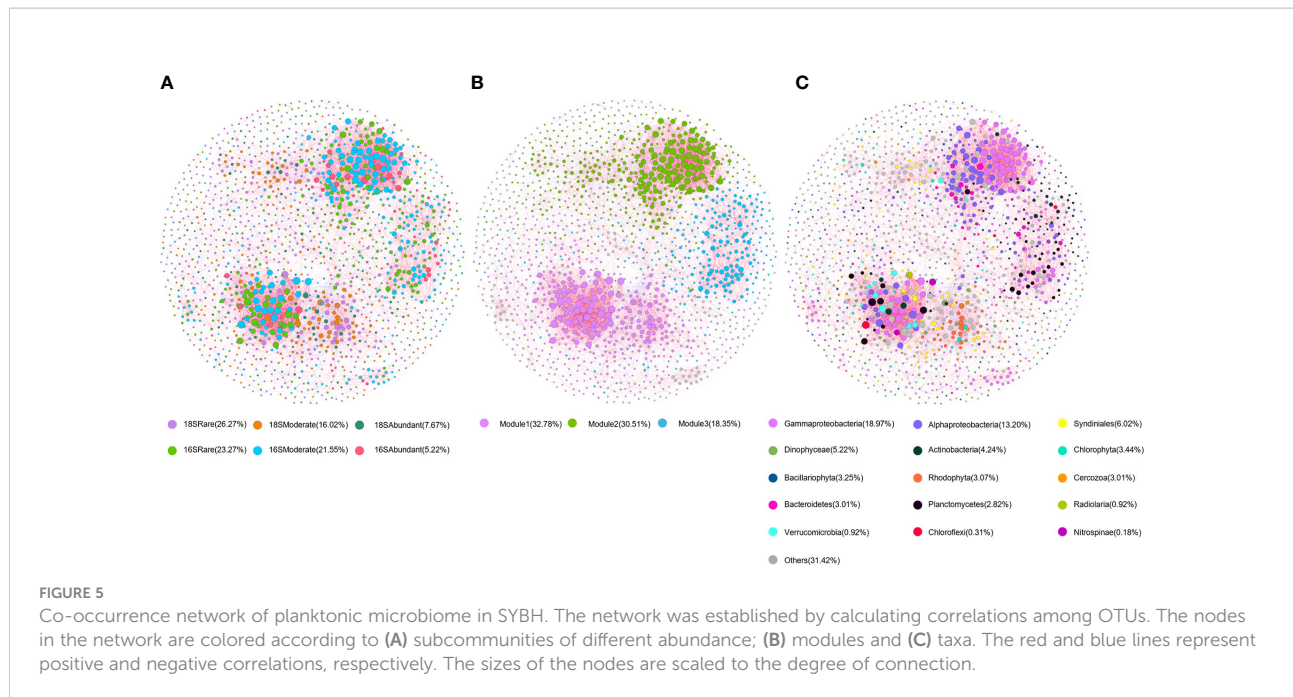 A B C
18SRare(26.27%) 18SModerate(16.02%) 18SAbundant(7.67%)
16SRare(23.27%) 16SModerate(21.55%) 16SAbundant(5.22%)
Module1(32.78%) Module2(30.51%) Module3(18.35%)
Gammaproteobacteria(18.97%) Alphaproteobacteria(13.20%) Syndiniales(6.02%)
Dinophyceae(5.22%) Actinobacteria(4.24%) Chlorophyta(3.44%)
Bacillariophyta(3.25%) Rhodophyta(3.07%) Cercozoa(3.01%)
Bacteroidetes(3.01%) Planctomycetes(2.82%) Radiolaria(0.92%)
Verrucomicrobia(0.92%) Chloroflexi(0.31%) Nitrospinae(0.18%)
Others(31.42%)
FIGURE 5
Co-occurrence network of planktonic microbiome in SYBH. The network was established by calculating correlations among OTUs. The nodes
in the network are colored according to (A) subcommunities of different abundance; (B) modules and (C) taxa. The red and blue lines represent
positive and negative correlations, respectively. The sizes of the nodes are scaled to the degree of connection.